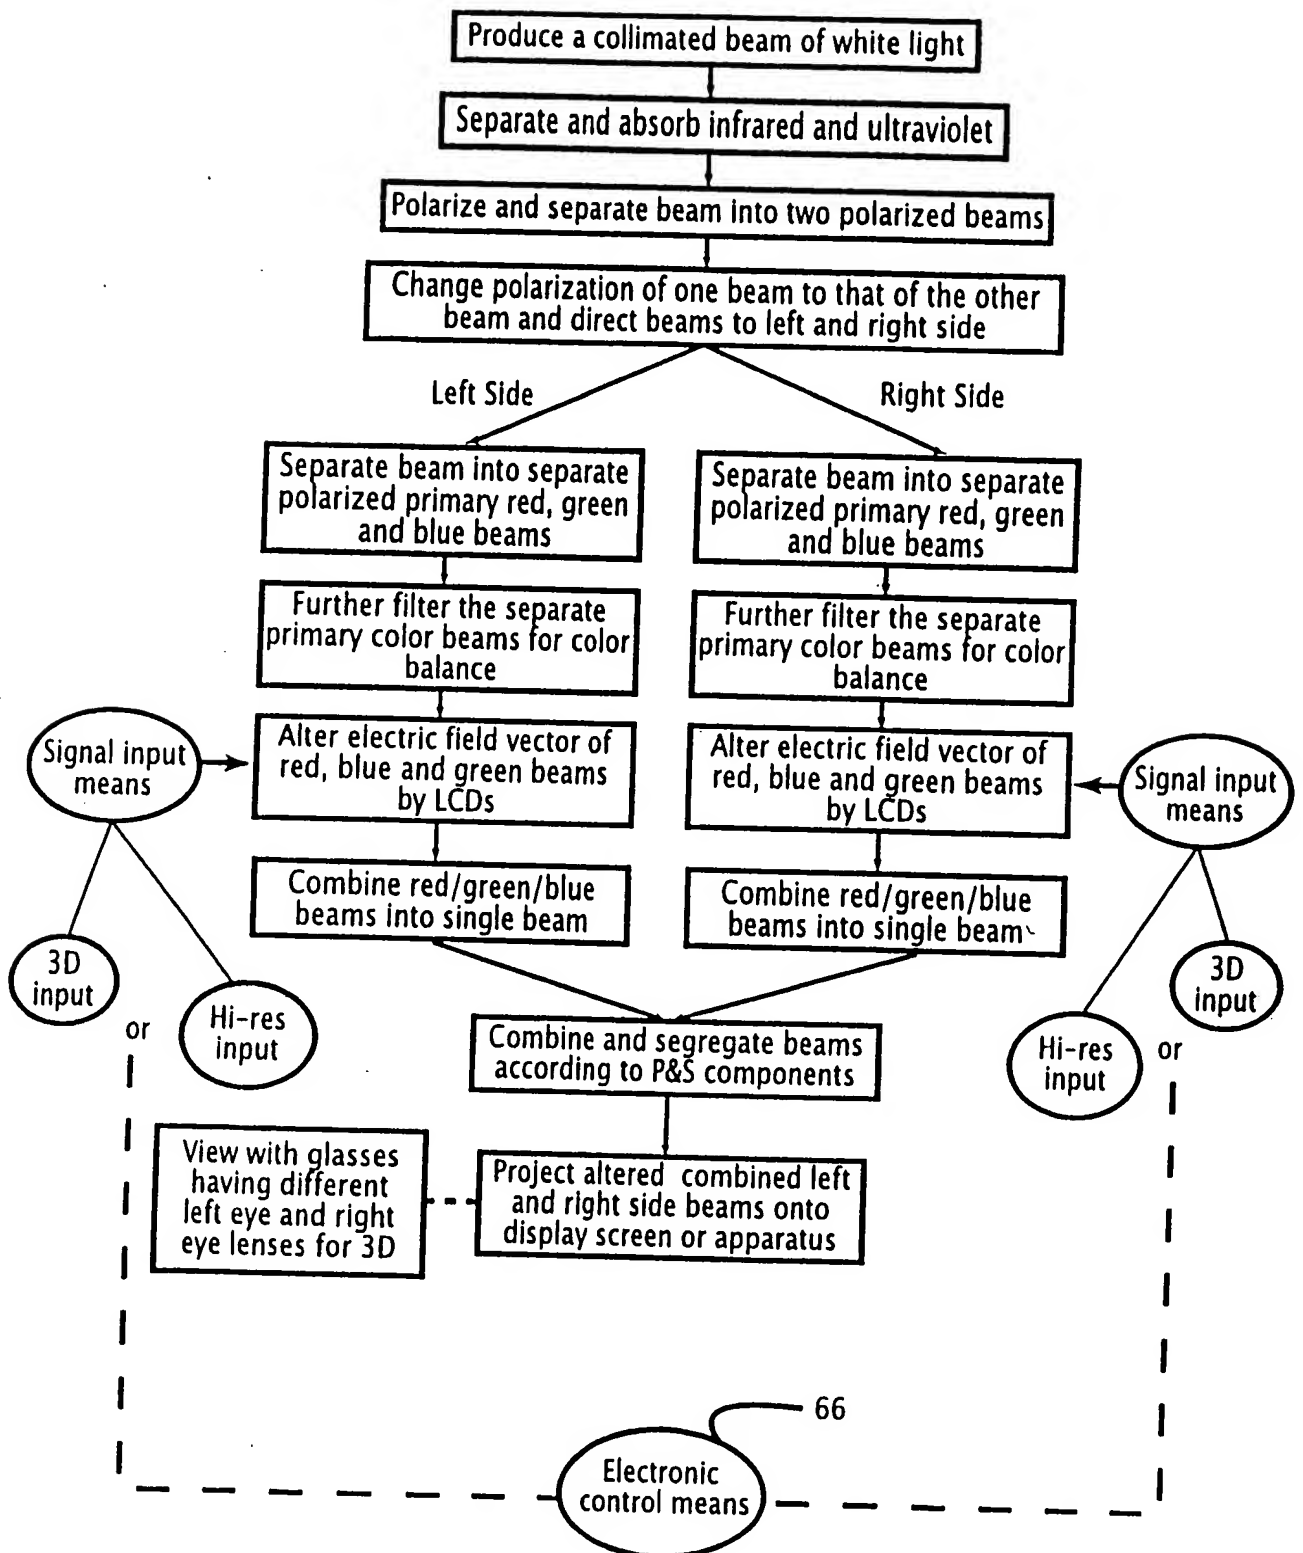 Produce a collimated beam of white light
Separate and absorb infrared and ultraviolet
Polarize and separate beam into two polarized beams
Change polarization of one beam to that of the other
beam and direct beams to left and right side
Left Side
Right Side
Separate beam into separate
polarized primary red, green
and blue beams
Separate beam into separate
polarized primary red, green
and blue beams
Further filter the separate
primary color beams for color
balance
Further filter the separate
primary color beams for color
balance
Signal input
means
Alter electric field vector of
red, blue and green beams
by LCDs
Alter electric field vector of
red, blue and green beams
by LCDs
Signal input
means
Combine red/green/blue
beams into single beam
Combine red/green/blue
beams into single beam
3D
input
or
Hi-res
input
Combine and segregate beams
according to P&S components
Hi-res
input
or
3D
input
View with glasses
having different
left eye and right
eye lenses for 3D
Project altered combined left
and right side beams onto
display screen or apparatus
66
Electronic
control means